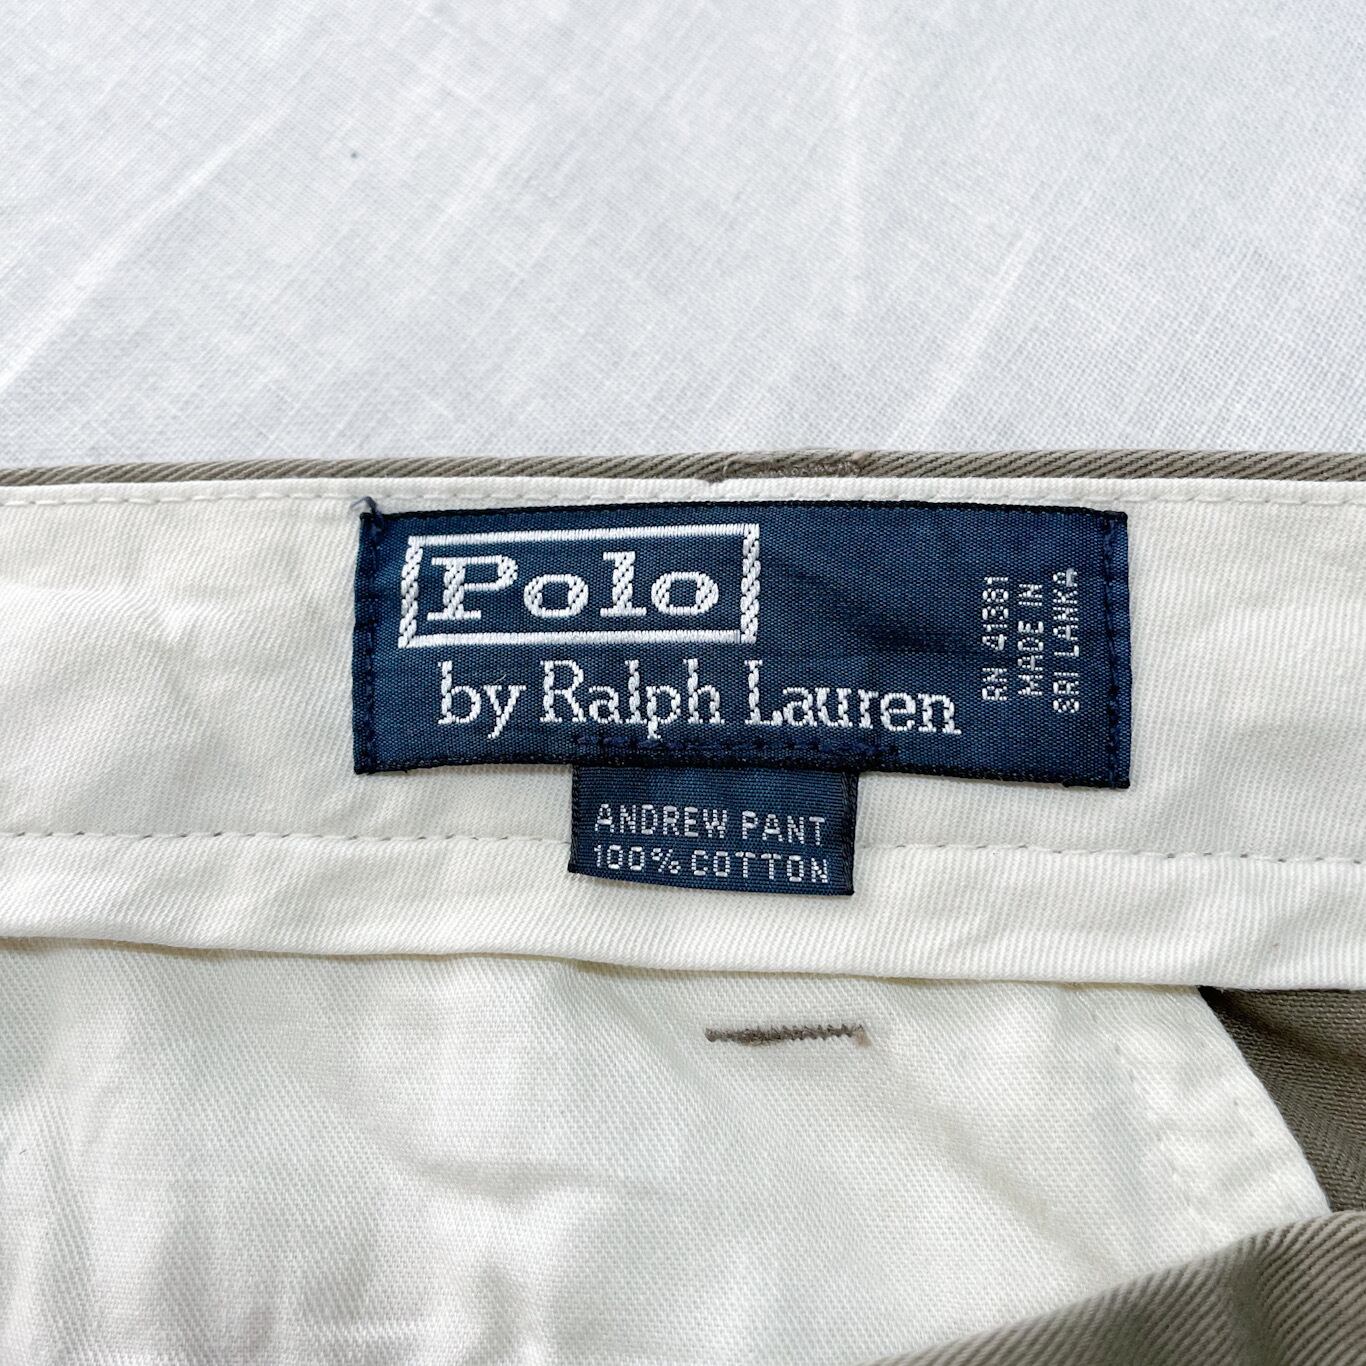 Polo
by Ralph Lauren
RN 41381
MADE IN
SRI LANKA
ANDREW PANT
100% COTTON